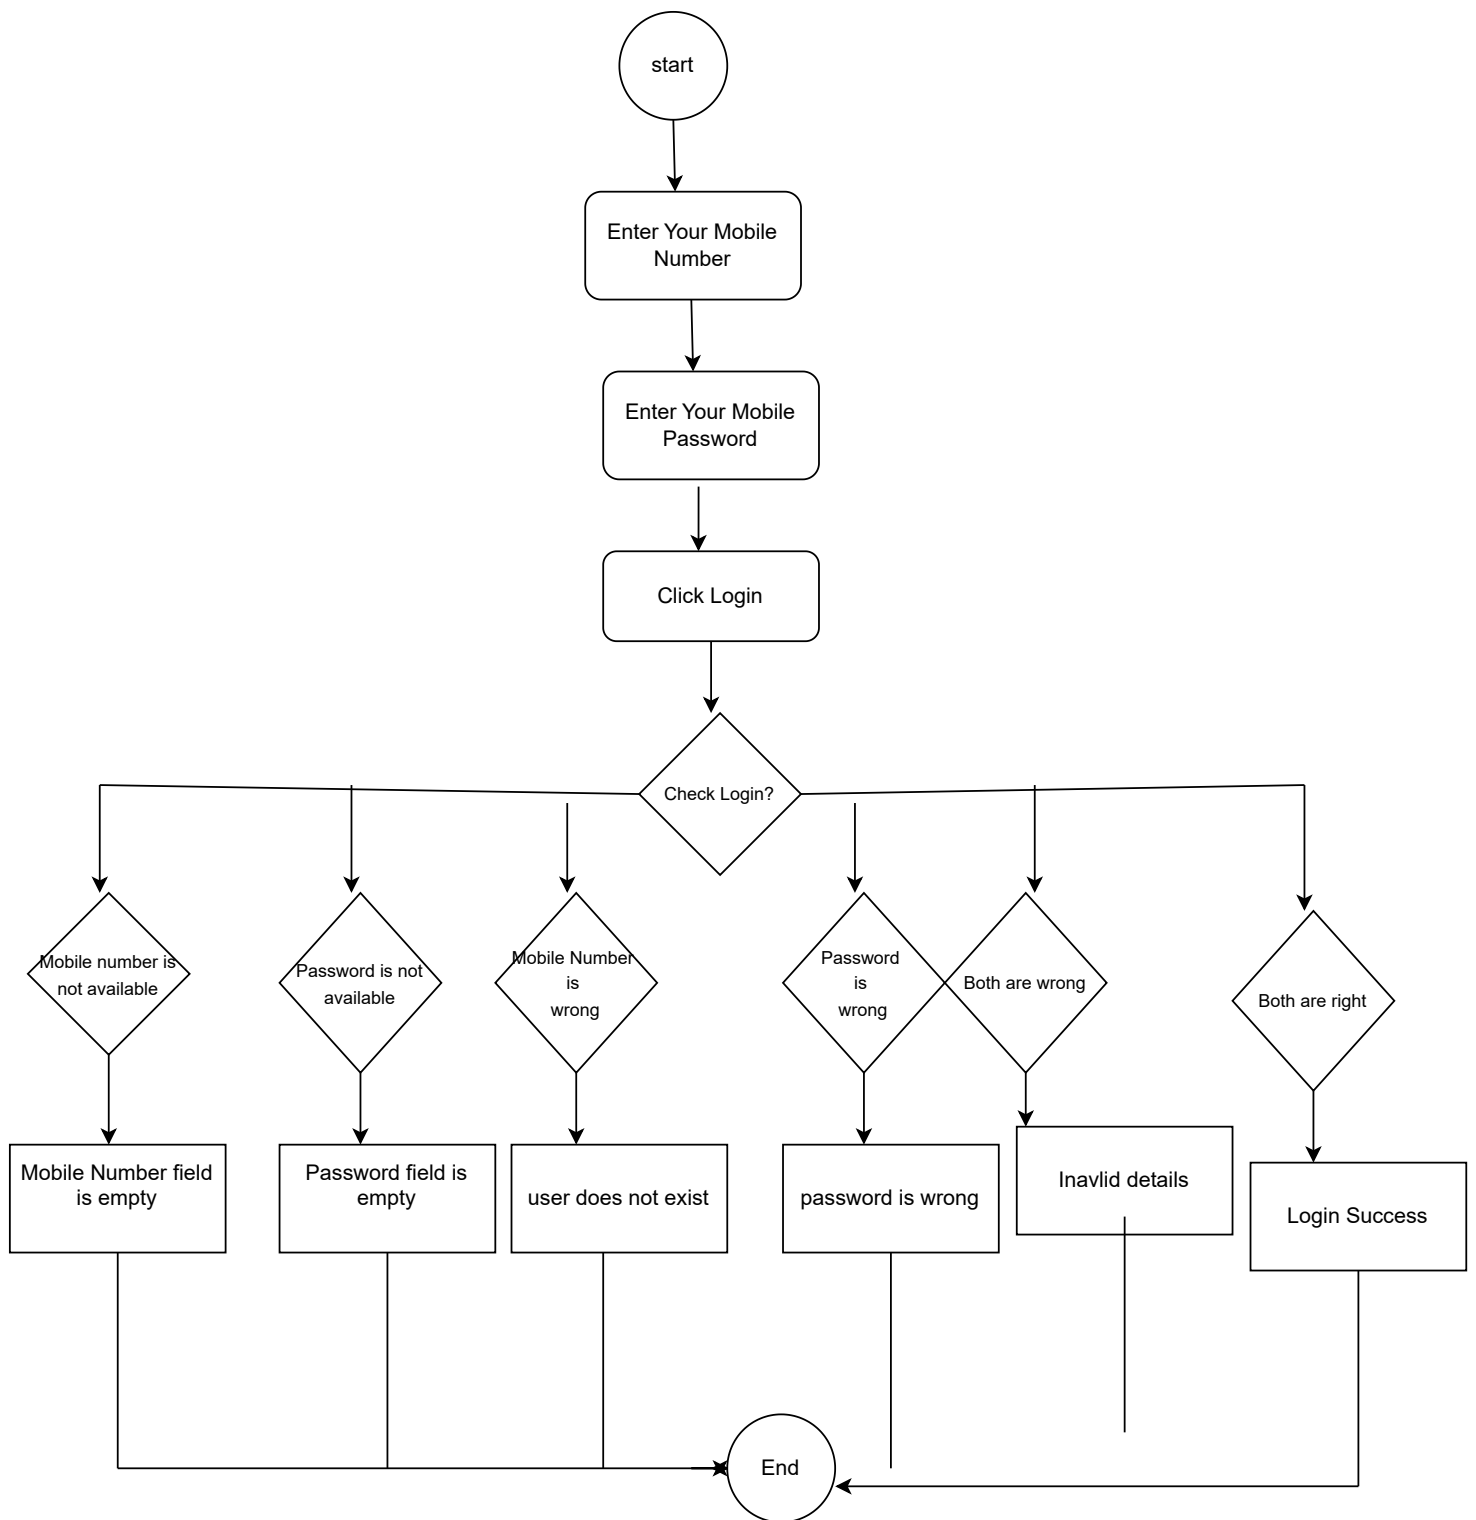 start
Enter Your Mobile
Number
Enter Your Mobile
Password
Click Login
Check Login?
Mobile number is
not available
Password is not
available
Mobile Number
is
wrong
Password
is
wrong
Both are wrong
Both are right
Mobile Number field
is empty
Password field is
empty
user does not exist
password is wrong
Inavlid details
Login Success
End